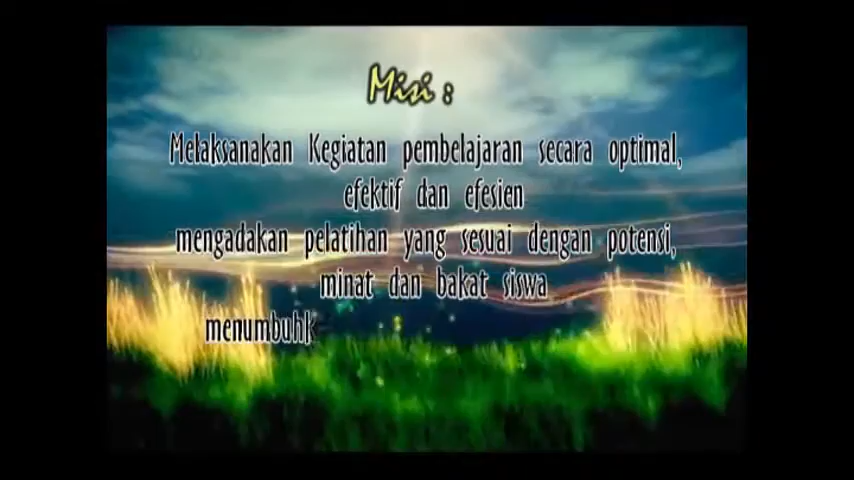 Misi :
Melaksanakan Kegiatan pembelajaran secara optimal,
efektif dan efesien
mengadakan pelatihan yang sesuai dengan potensi,
minat dan bakat siswa
menumbuhk